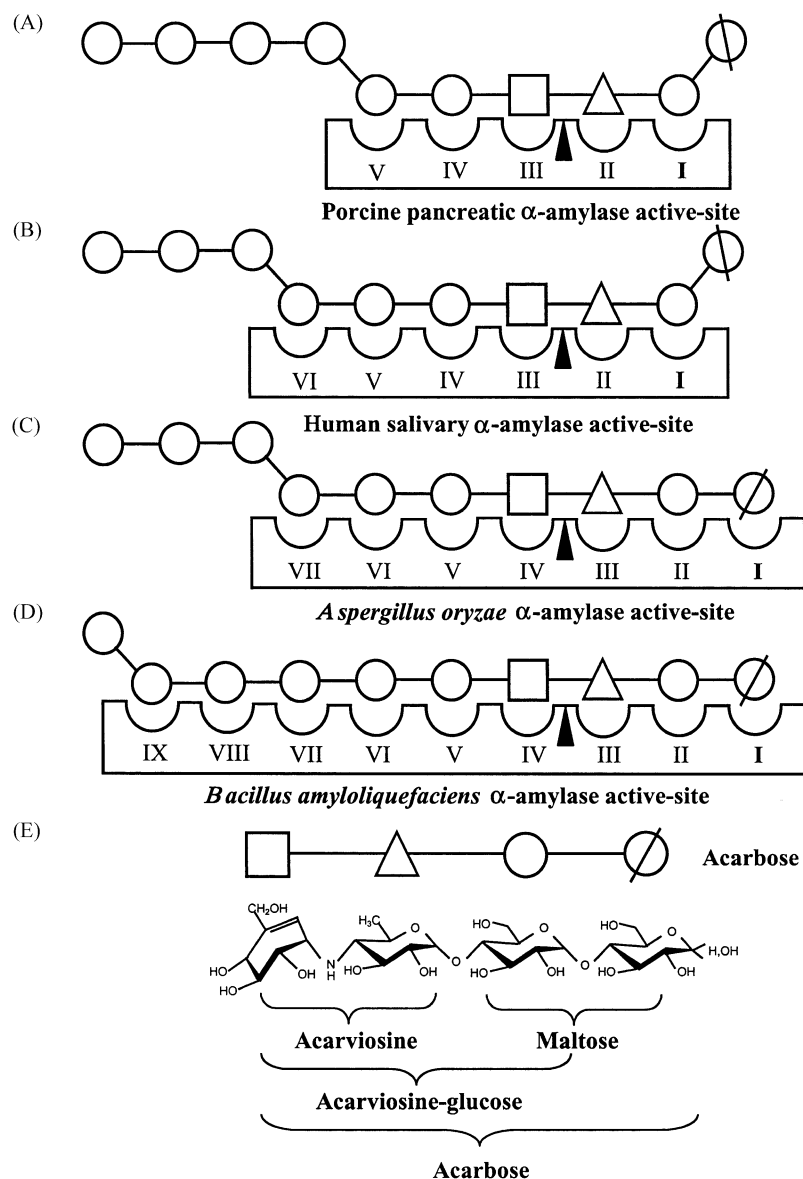 (A)
V IV III II I
Porcine pancreatic α-amylase active-site
(B)
VI V IV III II I
Human salivary α-amylase active-site
(C)
VII VI V IV III II I
Aspergillus oryzae α-amylase active-site
(D)
IX VIII VII VI V IV III II I
Bacillus amyloliquefaciens α-amylase active-site
(E)
Acarbose
CH2OH H3C O HO O HO O
HO N H HO OH O HO OH O HO OH H,OH
HO OH
HO
Acarviosine Maltose
Acarviosine-glucose
Acarbose